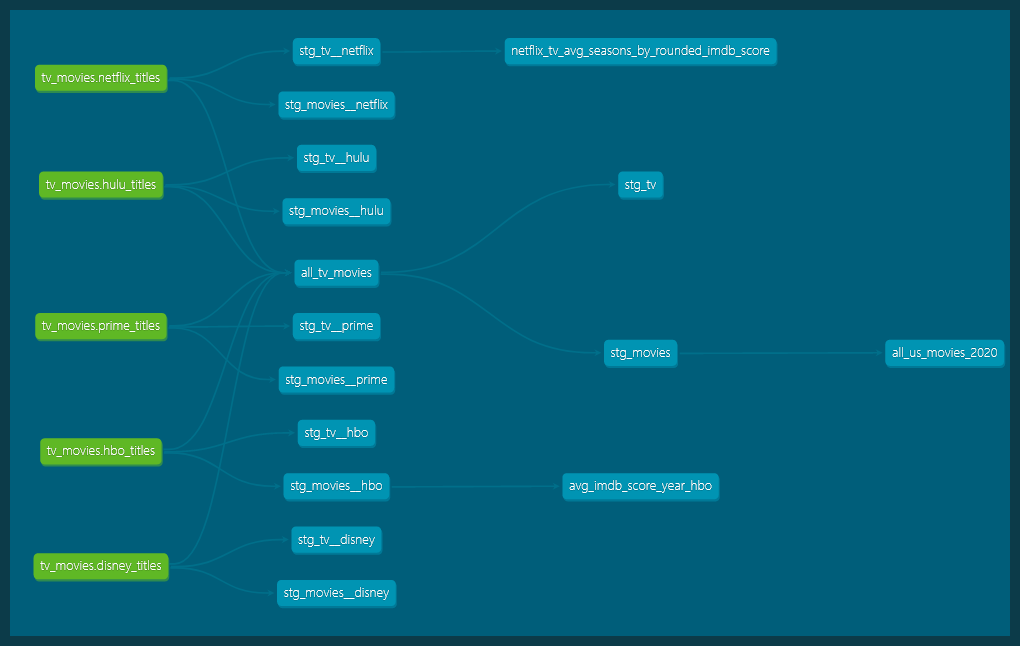 stg_tv__netflix
netflix_tv_avg_seasons_by_rounded_imdb_score
tv_movies.netflix_titles
stg_movies__netflix
stg_tv__hulu
tv_movies.hulu_titles
stg_tv
stg_movies__hulu
all_tv_movies
tv_movies.prime_titles
stg_tv__prime
stg_movies
all_us_movies_2020
stg_movies__prime
stg_tv__hbo
tv_movies.hbo_titles
stg_movies__hbo
avg_imdb_score_year_hbo
stg_tv__disney
tv_movies.disney_titles
stg_movies__disney